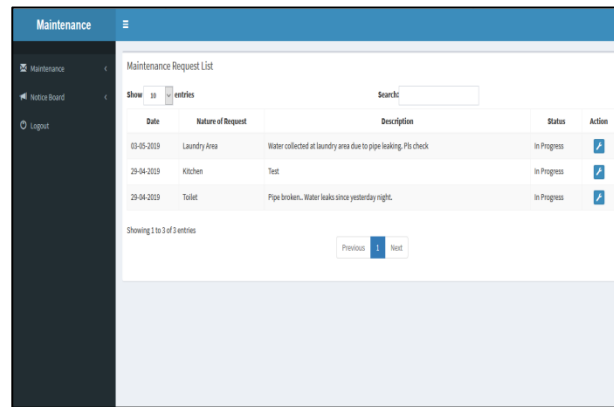 Maintenance
Maintenance
Notice Board
Logout
Maintenance Request List
Show 10 entries Search:
Date Nature of Request Description Status Action
03-05-2019 Laundry Area Water collected at laundry area due to pipe leaking. Pls check In Progress
29-04-2019 Kitchen Test In Progress
29-04-2019 Toilet Pipe broken.. Water leaks since yesterday night. In Progress
Showing 1 to 3 of 3 entries
Previous 1 Next